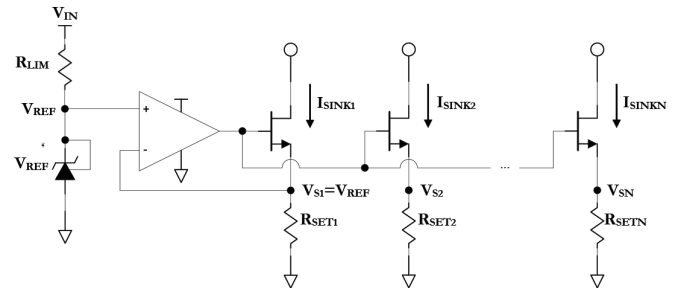 VIN
RLIM
VREF
+
-
VREF
ISINK1
ISINK2
ISINKN
...
VS1=VREF
VS2
VSN
RSET1
RSET2
RSETN